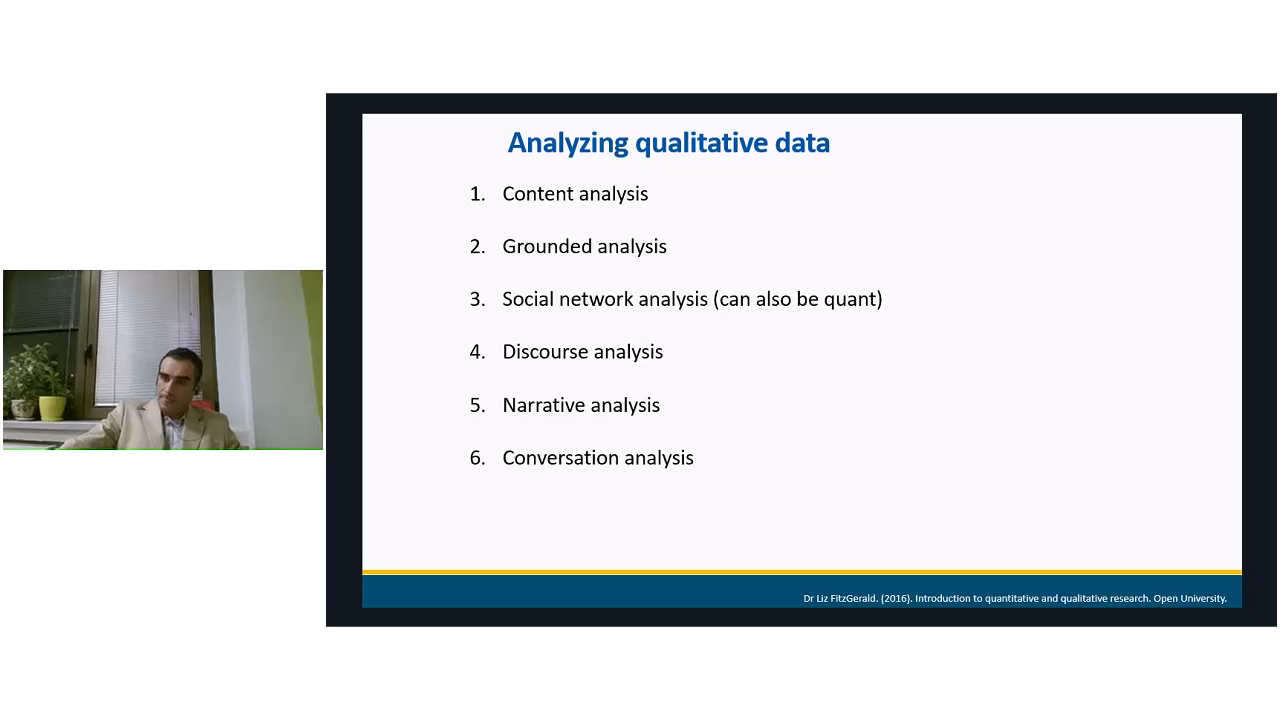 Analyzing qualitative data
1. Content analysis
2. Grounded analysis
3. Social network analysis (can also be quant)
4. Discourse analysis
5. Narrative analysis
6. Conversation analysis
Dr Liz FitzGerald. (2016). Introduction to quantitative and qualitative research. Open University.